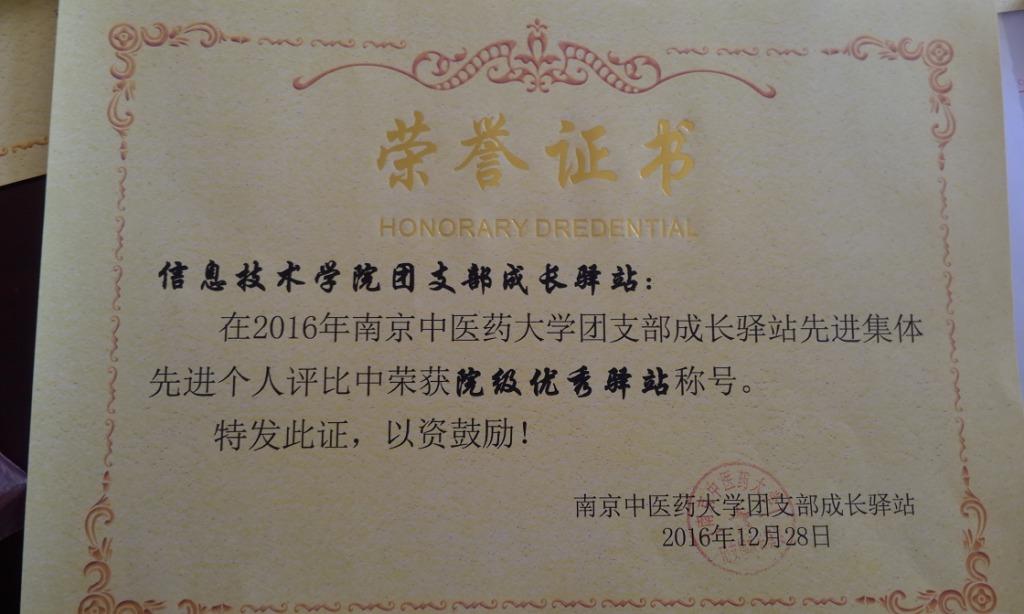 荣誉证书
HONORARY DREDENTIAL
信息技术学院团支部成长驿站：
在2016年南京中医药大学团支部成长驿站先进集体
先进个人评比中荣获院级优秀驿站称号。
特发此证，以资鼓励！
南京中医药大学团支部成长驿站
2016年12月28日